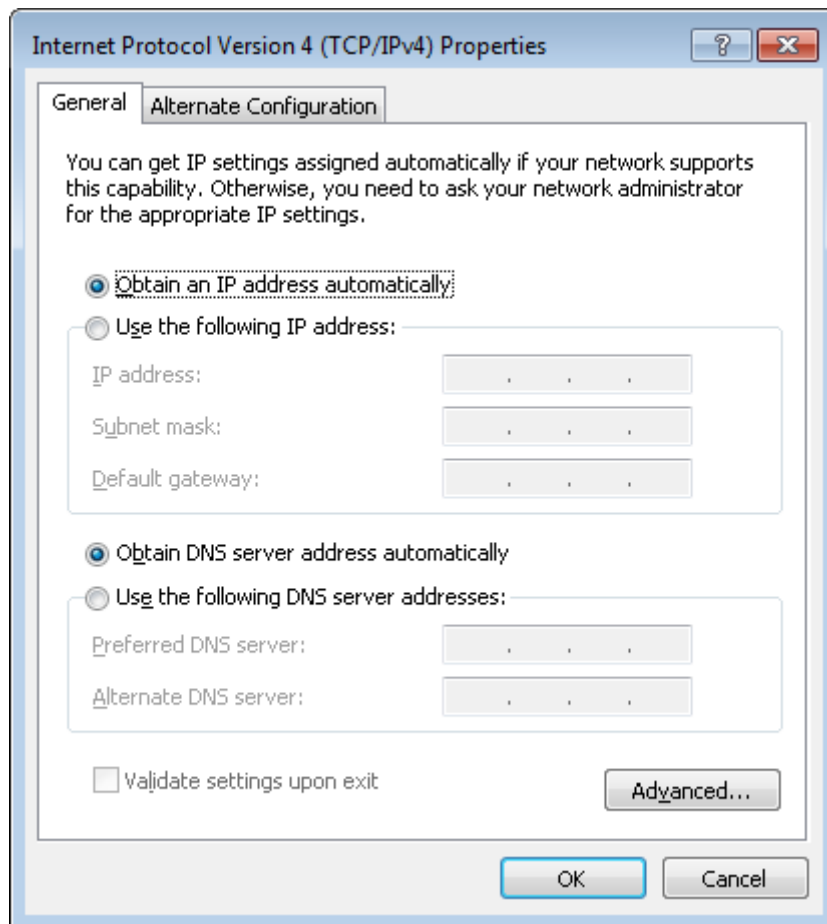 Internet Protocol Version 4 (TCP/IPv4) Properties
?
General
Alternate Configuration
You can get IP settings assigned automatically if your network supports
this capability. Otherwise, you need to ask your network administrator
for the appropriate IP settings.
Obtain an IP address automatically
Use the following IP address:
IP address:
Subnet mask:
Default gateway:
Obtain DNS server address automatically
Use the following DNS server addresses:
Preferred DNS server:
Alternate DNS server:
Validate settings upon exit
Advanced...
OK
Cancel